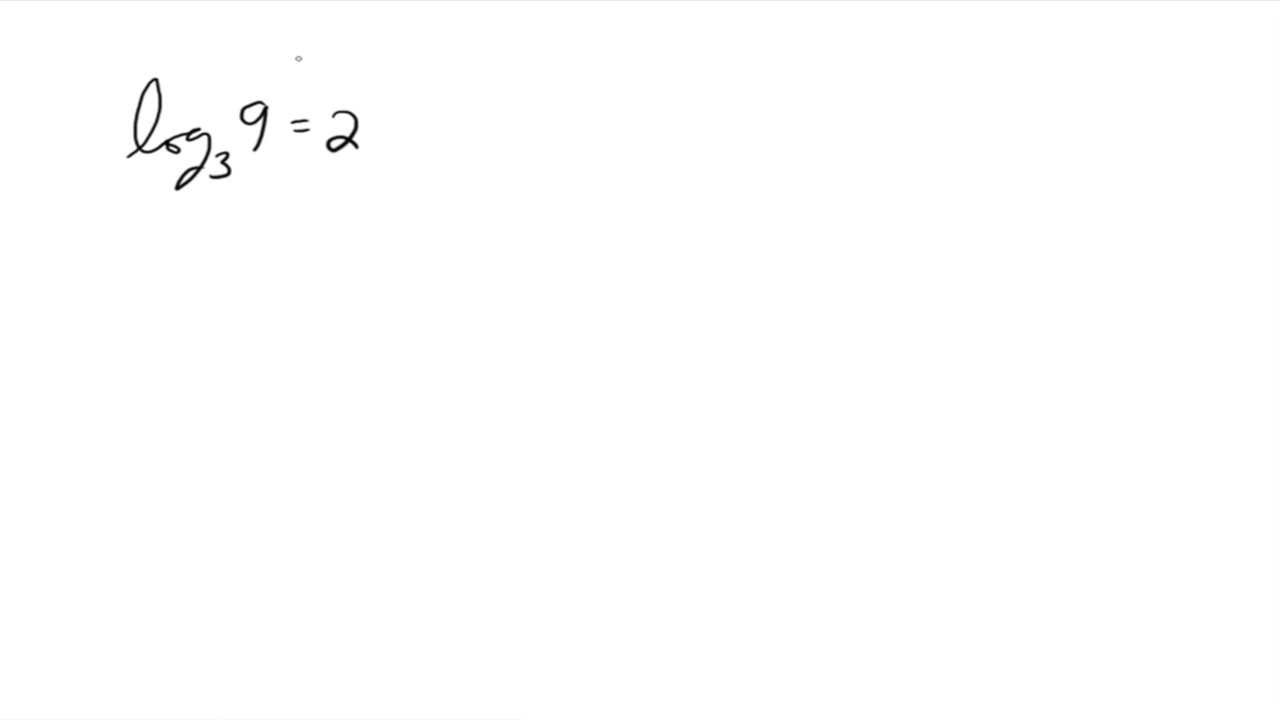 log₃ 9 = 2